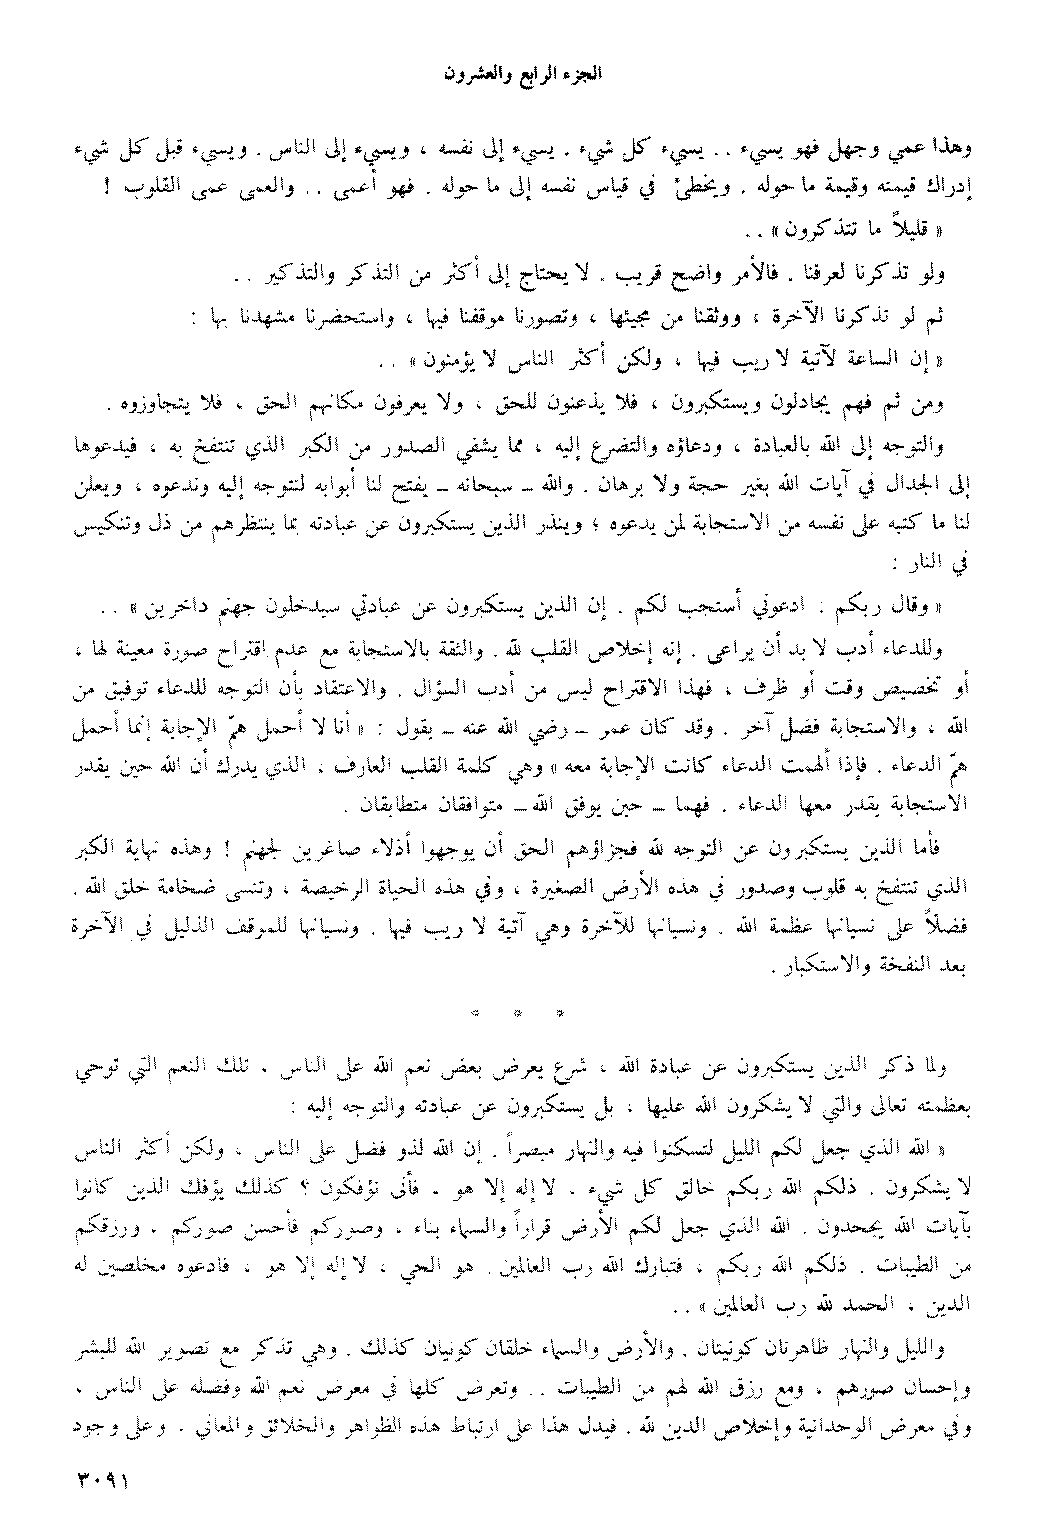 الجزء الرابع والعشرون
وهذا عمي وجهل فهو يسيء . . يسيء كل شيء . يسيء إلى نفسه ، ويسيء إلى الناس . ويسيء قبل كل شيء
إدراك قيمته وقيمة ما حوله . ويخطئ في قياس نفسه إلى ما حوله . فهو أعمى . . والعمى عمى القلوب !
« قليلاً ما تتذكرون » . .
ولو تذكرنا لعرفنا . فالأمر واضح قريب . لا يحتاج إلى أكثر من التذكر والتذكير . .
ثم لو تذكرنا الآخرة ، ووثقنا من مجيئها ، وتصورنا موقفنا فيها ، واستحضرنا مشهدنا بها :
« إن الساعة لآتية لا ريب فيها ، ولكن أكثر الناس لا يؤمنون » . .
ومن ثم فهم يجادلون ويستكبرون ، فلا يذعنون للحق ، ولا يعرفون مكانهم الحق ، فلا يتجاوزوه .
والتوجه إلى الله بالعبادة ، ودعاؤه والتضرع إليه ، مما يشفي الصدور من الكبر الذي تنتفخ به ، فيدعوها
إلى الجدال في آيات الله بغير حجة ولا برهان . والله – سبحانه – يفتح لنا أبوابه لنتوجه إليه وندعوه ، ويعلن
لنا ما كتبه على نفسه من الاستجابة لمن يدعوه ؛ وينذر الذين يستكبرون عن عبادته بما ينتظرهم من ذل وتنكيس
في النار :
« وقال ربكم : ادعوني أستجب لكم . إن الذين يستكبرون عن عبادتي سيدخلون جهنم داخرين » . .
وللدعاء أدب لا بد أن يراعى . إنه إخلاص القلب لله . والثقة بالاستجابة مع عدم اقتراح صورة معينة لها ،
أو تخصيص وقت أو ظرف ، فهذا الاقتراح ليس من أدب السؤال . والاعتقاد بأن التوجه للدعاء توفيق من
الله ، والاستجابة فضل آخر . وقد كان عمر – رضي الله عنه – يقول : « أنا لا أحمل همّ الإجابة إنما أحمل
همّ الدعاء . فإذا ألهمت الدعاء كانت الإجابة معه » وهي كلمة القلب العارف ، الذي يدرك أن الله حين يقدر
الاستجابة يقدر معها الدعاء . فهما – حين يوفق الله – متوافقان متطابقان .
فأما الذين يستكبرون عن التوجه لله فجزاؤهم الحق أن يوجهوا أذلاء صاغرين لجهنم ! وهذه نهاية الكبر
الذي تنتفخ به قلوب وصدور في هذه الأرض الصغيرة ، وفي هذه الحياة الرخيصة ، وتنسى ضخامة خلق الله .
فضلاً على نسيانها عظمة الله . ونسيانها للآخرة وهي آتية لا ريب فيها . ونسيانها للموقف الذليل في الآخرة
بعد النفخة والاستكبار .
* * *
ولما ذكر الذين يستكبرون عن عبادة الله ، شرع يعرض بعض نعم الله على الناس . تلك النعم التي توحي
بعظمته تعالى والتي لا يشكرون الله عليها ، بل يستكبرون عن عبادته والتوجه إليه :
« الله الذي جعل لكم الليل لتسكنوا فيه والنهار مبصراً . إن الله لذو فضل على الناس ، ولكن أكثر الناس
لا يشكرون . ذلكم الله ربكم خالق كل شيء . لا إله إلا هو . فأنى تؤفكون ؟ كذلك يؤفك الذين كانوا
بآيات الله يجحدون . الله الذي جعل لكم الأرض قراراً والسماء بناء ، وصوركم فأحسن صوركم ، ورزقكم
من الطيبات . ذلكم الله ربكم ، فتبارك الله رب العالمين . هو الحي ، لا إله إلا هو ، فادعوه مخلصين له
الدين ، الحمد لله رب العالمين » . .
والليل والنهار ظاهرتان كونيتان . والأرض والسماء خلقان كونيان كذلك . وهي تذكر مع تصوير الله للبشر
وإحسان صورهم ، ومع رزق الله لهم من الطيبات . . وتعرض كلها في معرض نعم الله وفضله على الناس ،
وفي معرض الوحدانية وإخلاص الدين لله . فيدل هذا على ارتباط هذه الظواهر والخلائق والمعاني . وعلى وجود
٣٠٩١